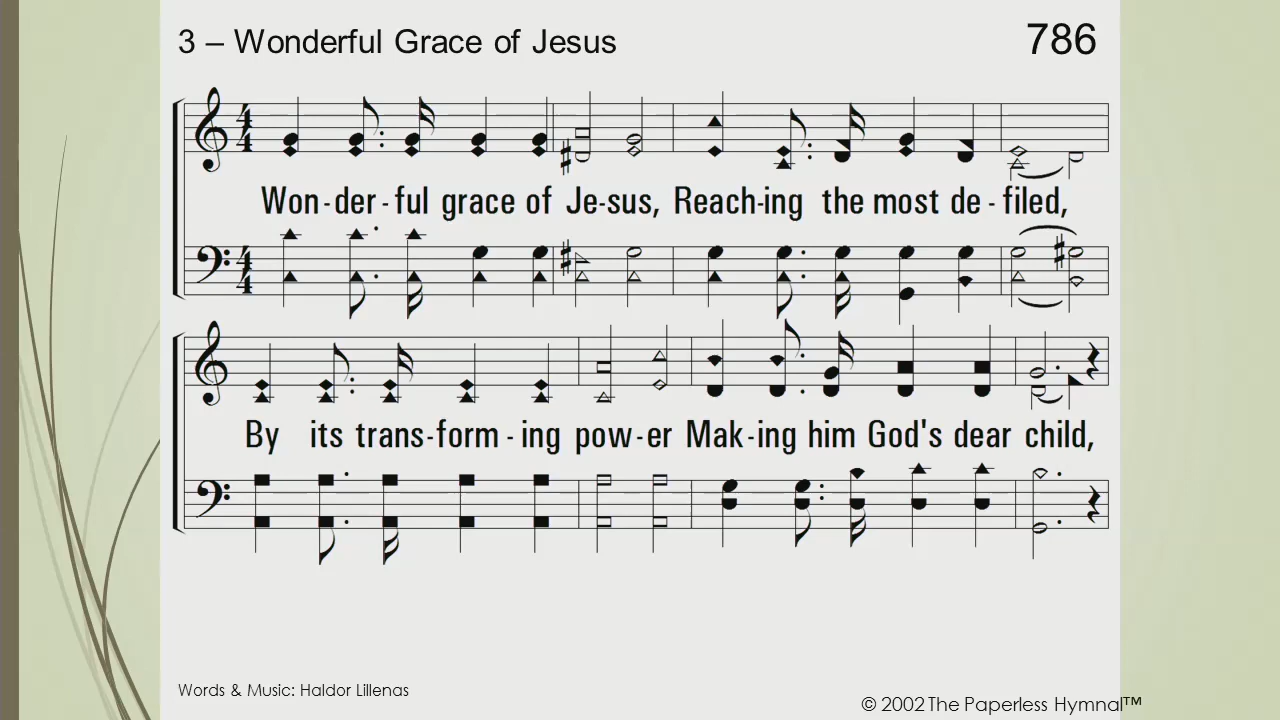 3 – Wonderful Grace of Jesus
786
Won-der-ful grace of Je-sus, Reach-ing the most de-filed,
By its trans-form-ing pow-er Mak-ing him God's dear child,
Words & Music: Haldor Lillenas
© 2002 The Paperless Hymnal™